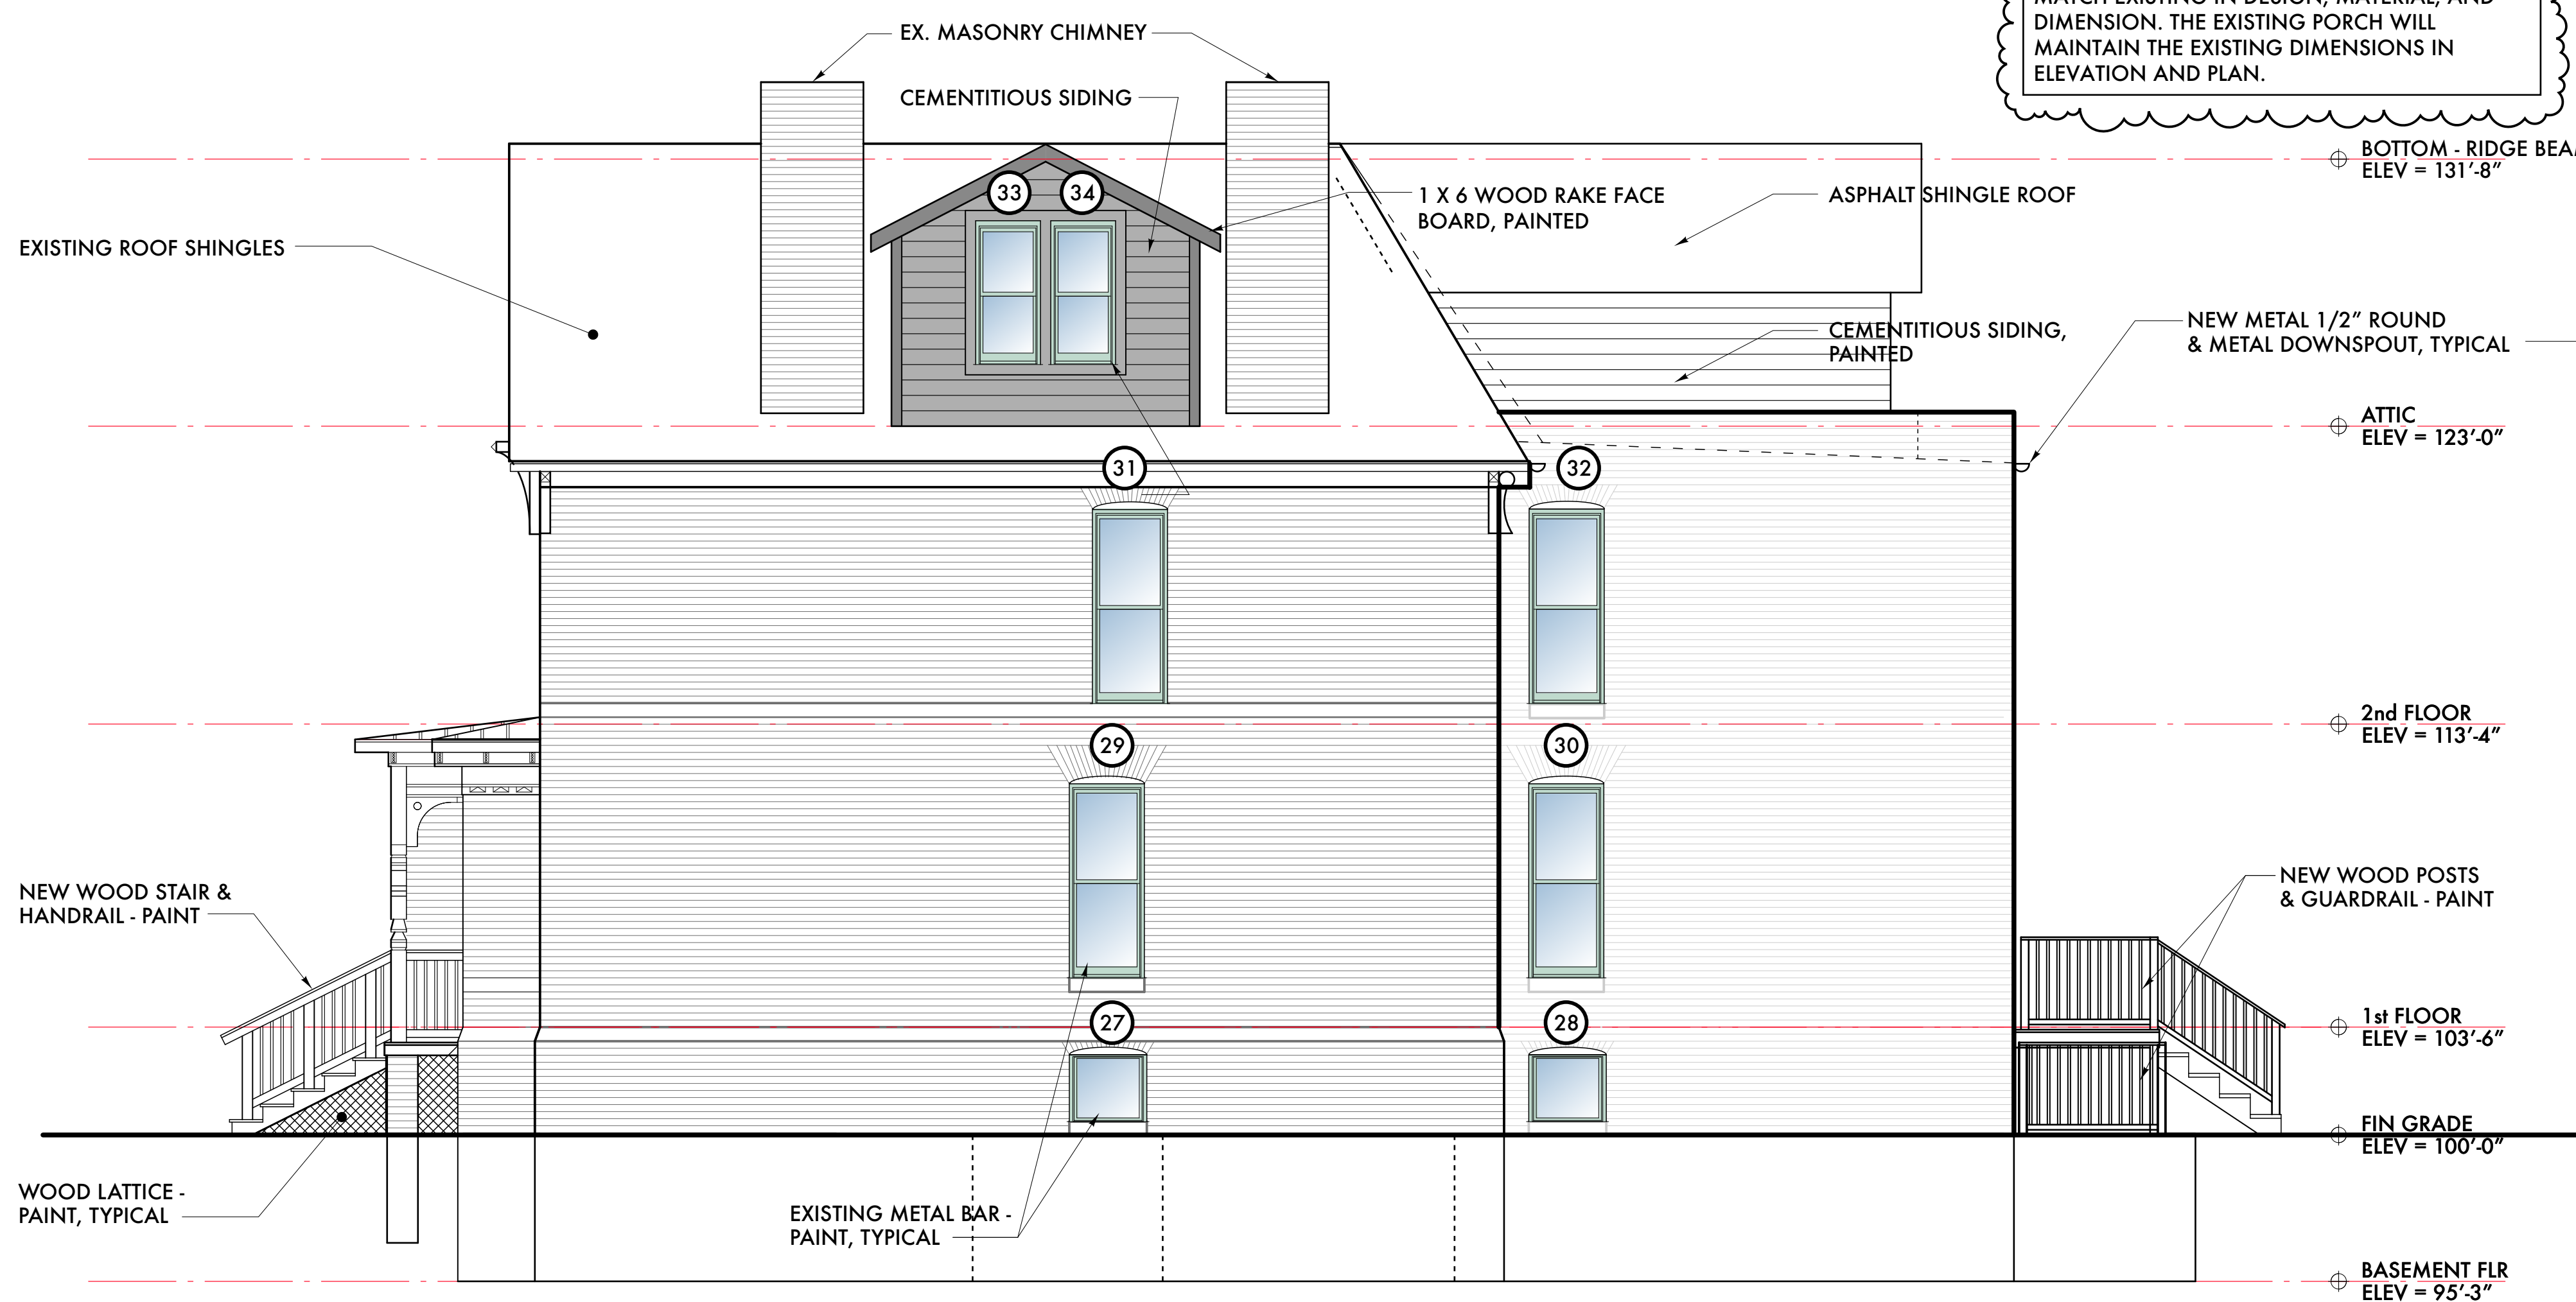 MATCH EXISTING IN DESIGN, MATERIAL, AND
DIMENSION. THE EXISTING PORCH WILL
MAINTAIN THE EXISTING DIMENSIONS IN
ELEVATION AND PLAN.
EX. MASONRY CHIMNEY
CEMENTITIOUS SIDING
BOTTOM - RIDGE
ELEV = 131'-8"
33
34
1 X 6 WOOD RAKE FACE
BOARD, PAINTED
ASPHALT SHINGLE ROOF
EXISTING ROOF SHINGLES
CEMENTITIOUS SIDING,
PAINTED
NEW METAL 1/2" ROUND
& METAL DOWNSPOUT, TYPICAL
ATTIC
ELEV = 123'-0"
31
32
2nd FLOOR
ELEV = 113'-4"
29
30
NEW WOOD STAIR &
HANDRAIL - PAINT
NEW WOOD POSTS
& GUARDRAIL - PAINT
27
28
1st FLOOR
ELEV = 103'-6"
FIN GRADE
ELEV = 100'-0"
WOOD LATTICE -
PAINT, TYPICAL
EXISTING METAL BAR -
PAINT, TYPICAL
BASEMENT FLR
ELEV = 95'-3"